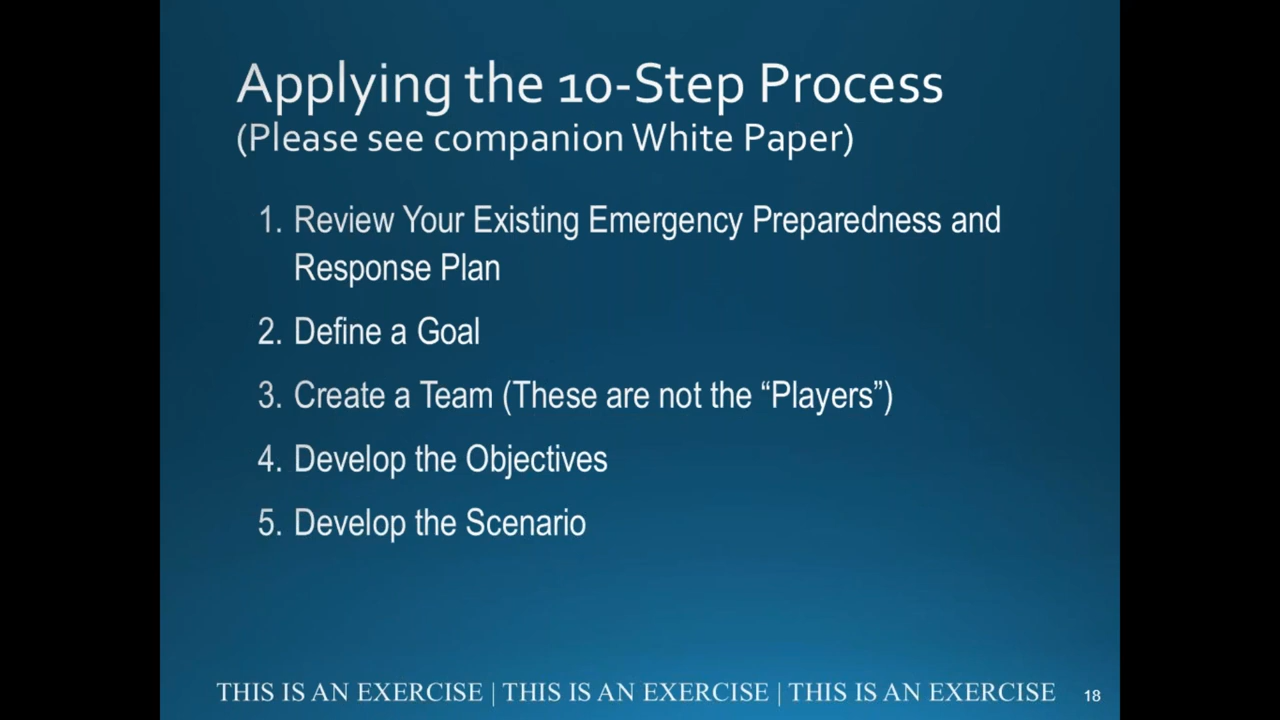 Applying the 10-Step Process
(Please see companion White Paper)
1. Review Your Existing Emergency Preparedness and
Response Plan
2. Define a Goal
3. Create a Team (These are not the “Players”)
4. Develop the Objectives
5. Develop the Scenario
THIS IS AN EXERCISE | THIS IS AN EXERCISE | THIS IS AN EXERCISE 18